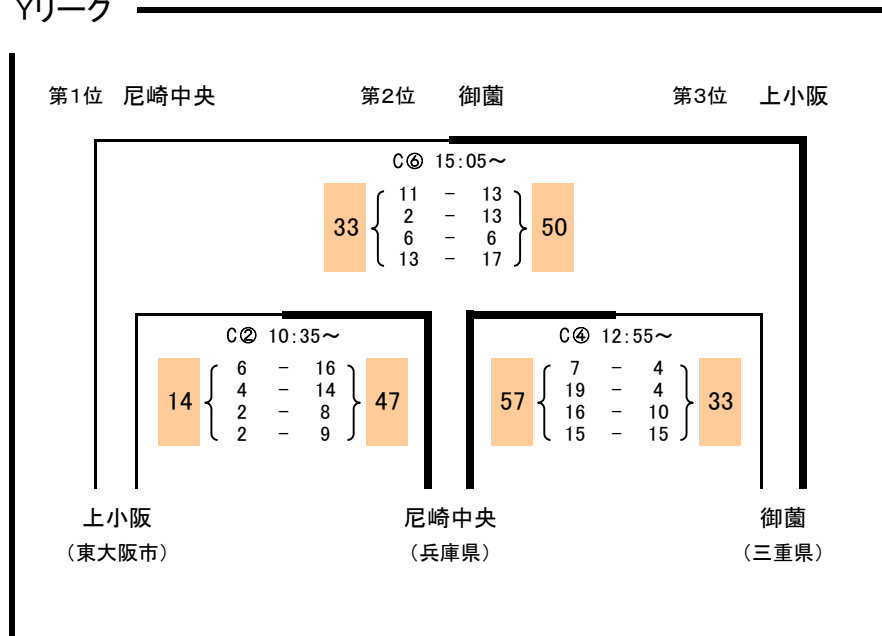 Yリーグ
第1位 尼崎中央 第2位 御薗 第3位 上小阪
C⑥ 15:05～
33 11 - 13 50
2 - 13
6 - 6
13 - 17
C② 10:35～ C④ 12:55～
14 6 - 16 47 57 7 - 4 33
4 - 14 19 - 4
2 - 8 16 - 10
2 - 9 15 - 15
上小阪 尼崎中央 御薗
（東大阪市） （兵庫県） （三重県）